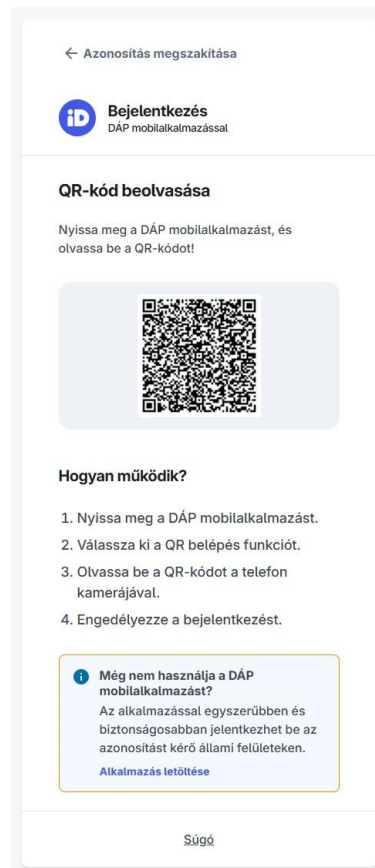 ← Azonosítás megszakítása
iD
Bejelentkezés
DÁP mobilalkalmazással
QR-kód beolvasása
Nyissa meg a DÁP mobilalkalmazást, és
olvassa be a QR-kódot!
Hogyan működik?
1. Nyissa meg a DÁP mobilalkalmazást.
2. Válassza ki a QR belépés funkciót.
3. Olvassa be a QR-kódot a telefon
kamerájával.
4. Engedélyezze a bejelentkezést.
Még nem használja a DÁP
mobilalkalmazást?
Az alkalmazással egyszerűbben és
biztonságosabban jelentkezhet be az
azonosítást kérő állami felületeken.
Alkalmazás letöltése
Súgó